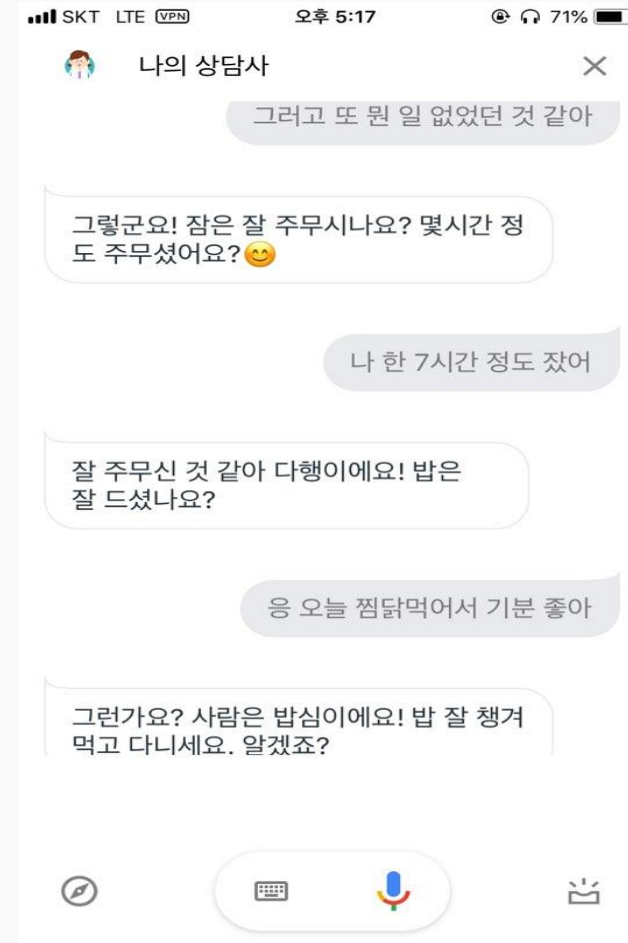 SKT LTE VPN 오후 5:17 71%
나의 상담사
그러고 또 뭔 일 없었던 것 같아
그렇군요! 잠은 잘 주무시나요? 몇시간 정
도 주무셨어요?😊
나 한 7시간 정도 잤어
잘 주무신 것 같아 다행이에요! 밥은
잘 드셨나요?
응 오늘 찜닭먹어서 기분 좋아
그런가요? 사람은 밥심이에요! 밥 잘 챙겨
먹고 다니세요. 알겠죠?